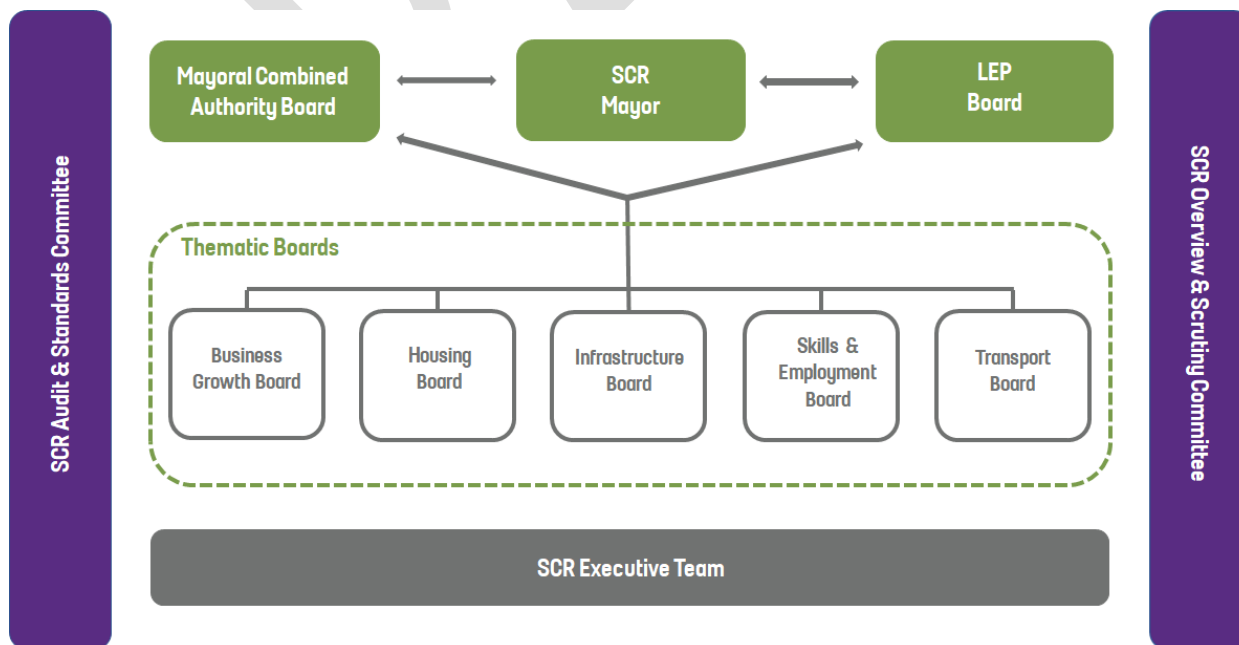 SCR Audit & Standards Committee
Mayoral Combined
Authority Board
SCR
Mayor
LEP
Board
Thematic Boards
Business
Growth Board
Housing
Board
Infrastructure
Board
Skills &
Employment
Board
Transport
Board
SCR Executive Team
SCR Overview & Scrutiny Committee